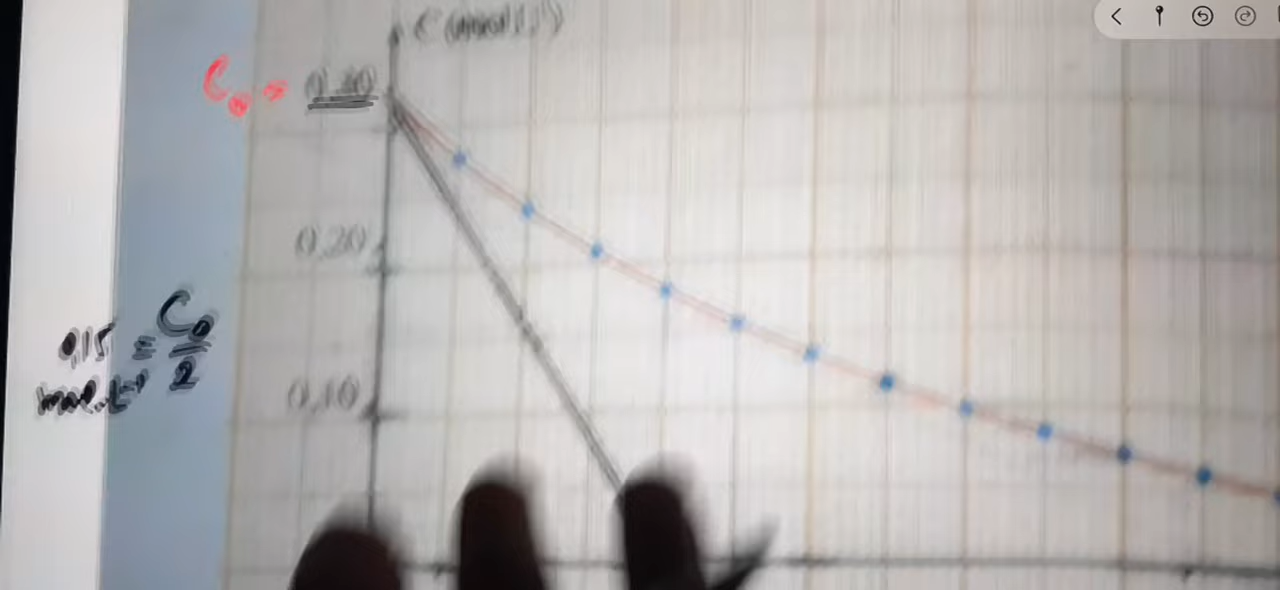 C (mol.L⁻¹)
C₀ = 0.30
0.20
0,15 = C₀/2
mol.L⁻¹
0.10